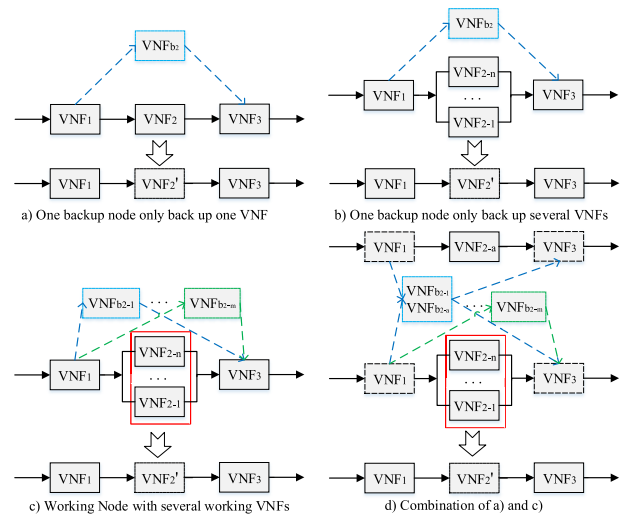 VNFb2
VNF1 VNF2 VNF3
VNF1 VNF2' VNF3
a) One backup node only back up one VNF
VNFb2
VNF2-n
VNF1 ... VNF3
VNF2-1
VNF1 VNF2' VNF3
b) One backup node only back up several VNFs
VNFb2-1 ... VNFb2-m
VNF2-n
VNF1 ... VNF3
VNF2-1
VNF1 VNF2' VNF3
c) Working Node with several working VNFs
VNF1 VNF2-a VNF3
VNFb2-1
VNFb2-a ... VNFb2-m
VNF2-n
VNF1 ... VNF3
VNF2-1
VNF1 VNF2' VNF3
d) Combination of a) and c)